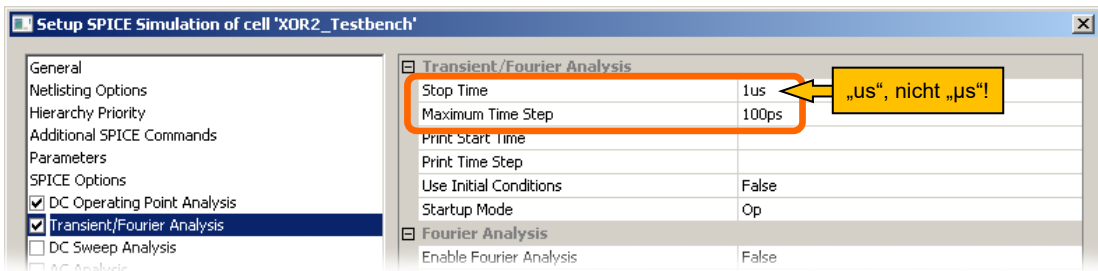 Setup SPICE Simulation of cell 'XOR2_Testbench'
General
Netlisting Options
Hierarchy Priority
Additional SPICE Commands
Parameters
SPICE Options
DC Operating Point Analysis
Transient/Fourier Analysis
DC Sweep Analysis
AC Analysis
Transient/Fourier Analysis
Stop Time 1us
„us“, nicht „µs“!
Maximum Time Step 100ps
Print Start Time
Print Time Step
Use Initial Conditions False
Startup Mode Op
Fourier Analysis
Enable Fourier Analysis False